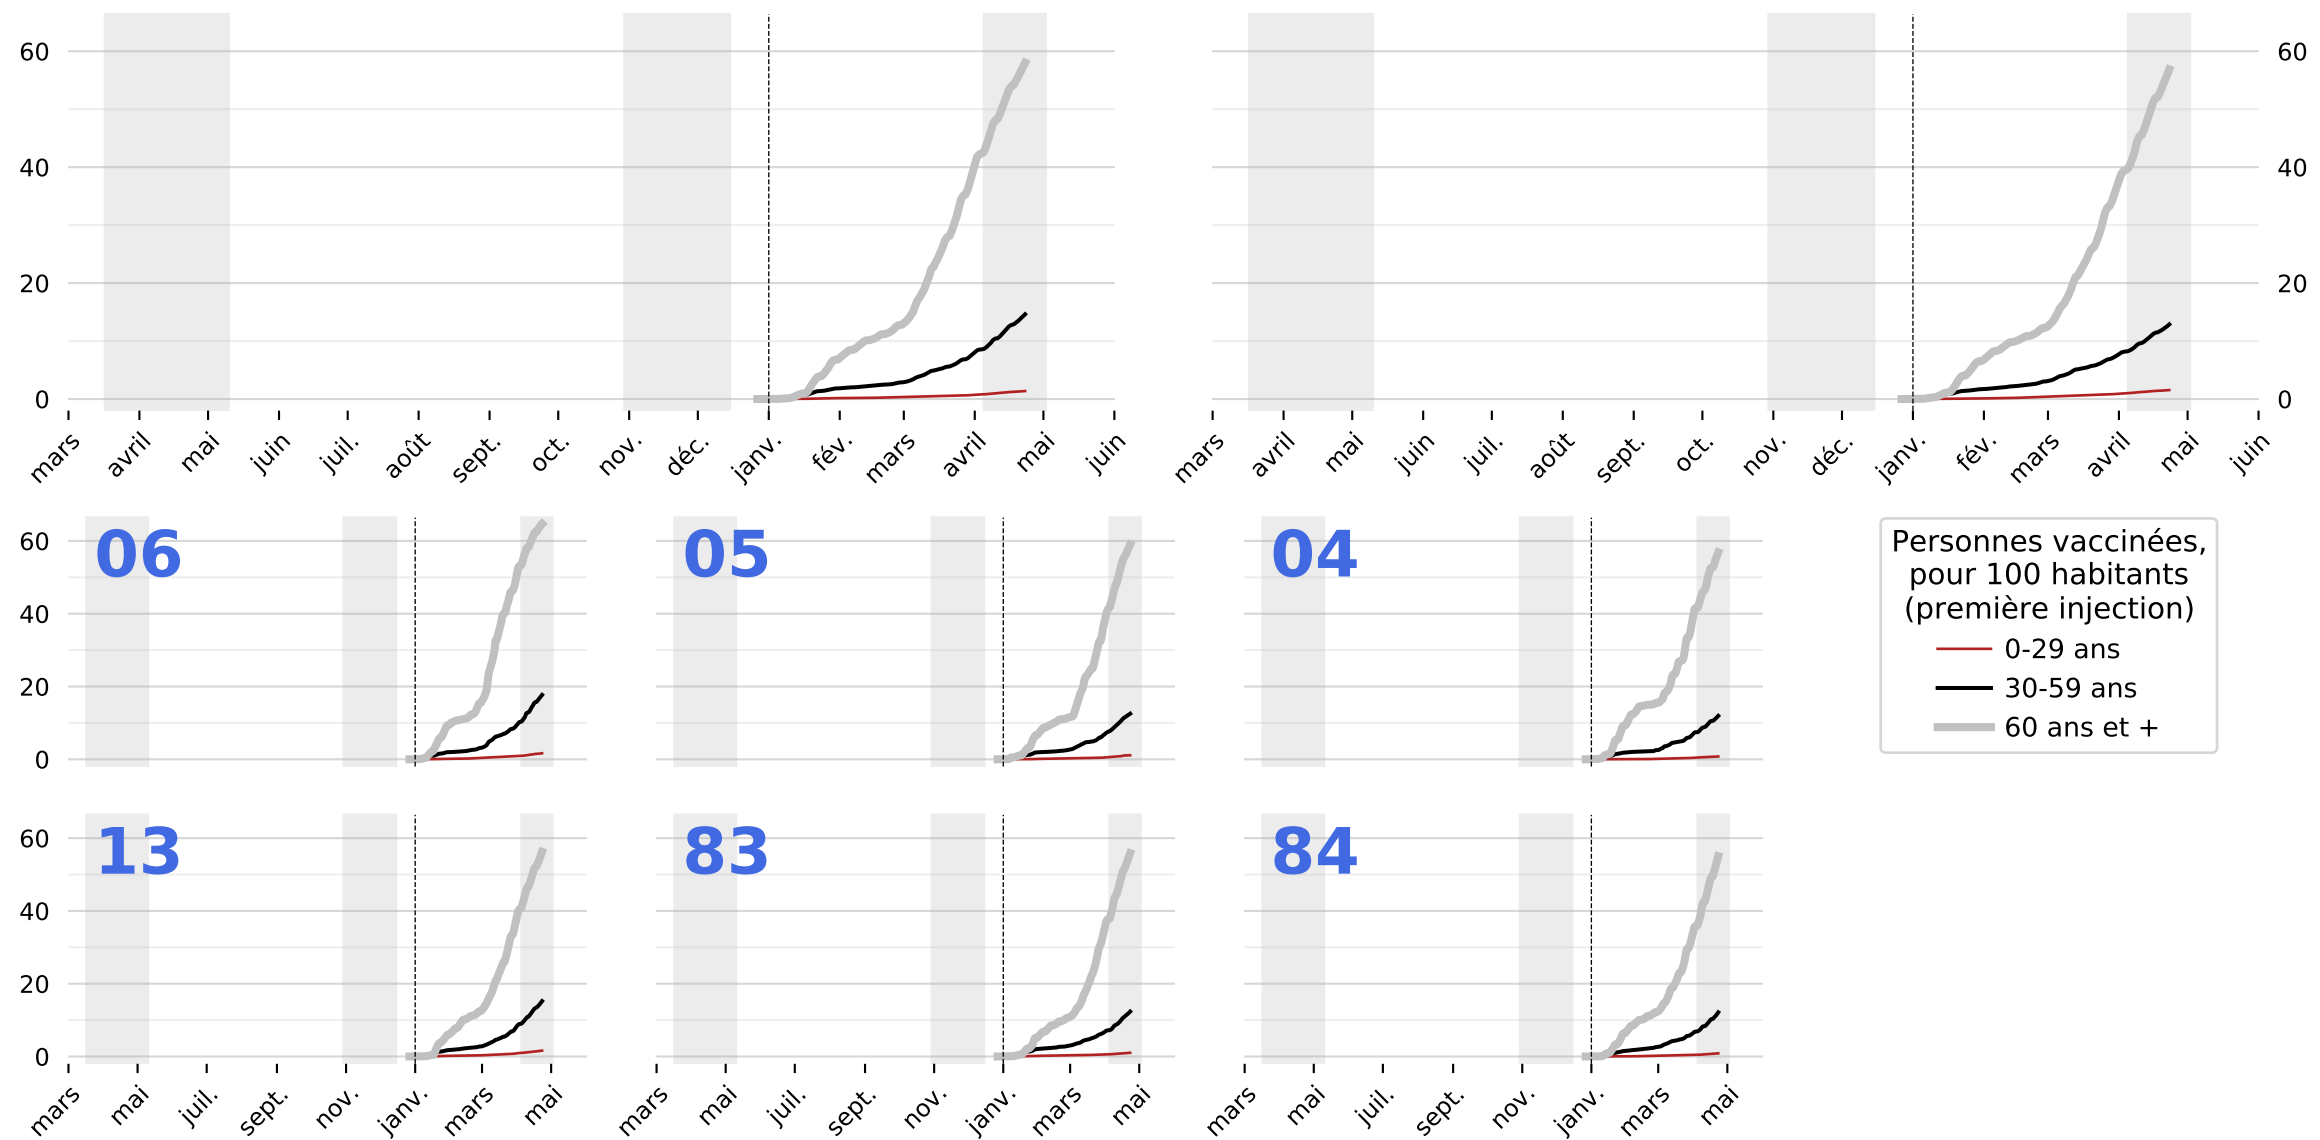 60
40
20
0
mars avril mai juin juil. août sept. oct. nov. déc. janv. fév. mars avril mai juin
60
40
20
0
mars avril mai juin juil. août sept. oct. nov. déc. janv. fév. mars avril mai juin
06
05
04
60
40
20
0
Personnes vaccinées,
pour 100 habitants
(première injection)
0-29 ans
30-59 ans
60 ans et +
13
83
84
60
40
20
0
mars mai juil. sept. nov. janv. mars mai
mars mai juil. sept. nov. janv. mars mai
mars mai juil. sept. nov. janv. mars mai